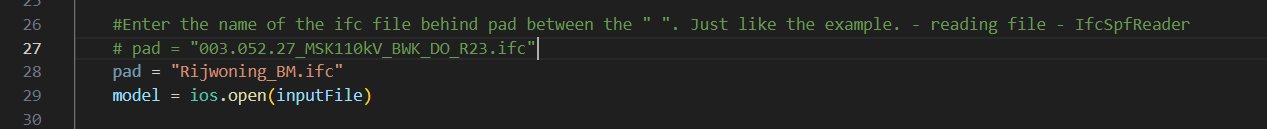 25
26 #Enter the name of the ifc file behind pad between the " ". Just like the example. - reading file - IfcSpfReader
27 # pad = "003.052.27_MSK110kV_BWK_DO_R23.ifc"
28 pad = "Rijwoning_BM.ifc"
29 model = ios.open(inputFile)
30